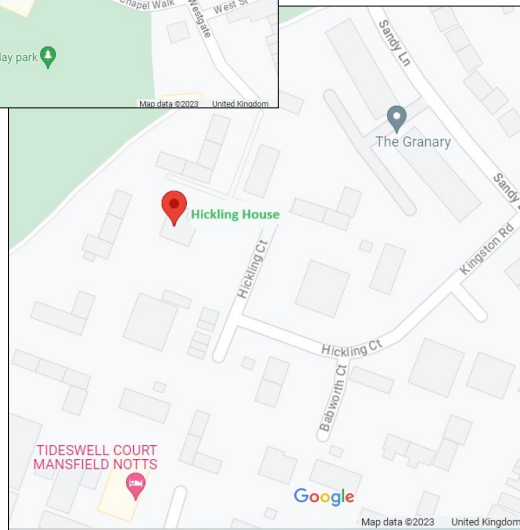 Chapel Walk
Westgate
West S
lay park
Map data ©2023 United Kingdom
Sandy Ln
The Granary
Sandy
Hickling House
Kingston Rd
Hickling Ct
Hickling Ct
Babworth Ct
TIDESWELL COURT
MANSFIELD NOTTS
Google
Map data ©2023 United Kingdom